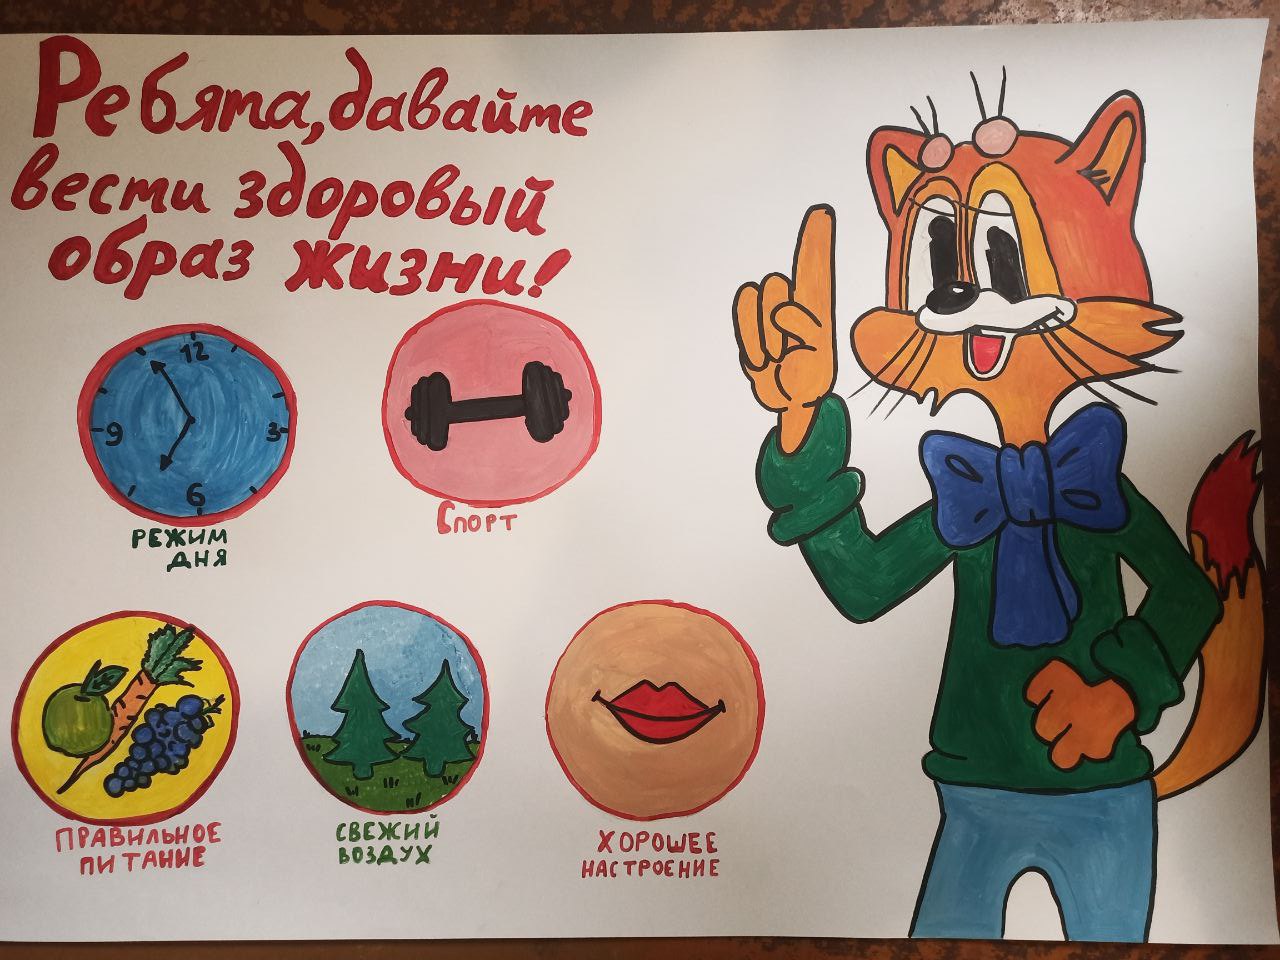 Ребята, давайте
вести здоровый
образ жизни!
12
9
3
6
РЕЖИМ
ДНЯ
Спорт
ПРАВИЛЬНОЕ
ПИТАНИЕ
СВЕЖИЙ
ВОЗДУХ
ХОРОШЕЕ
НАСТРОЕНИЕ